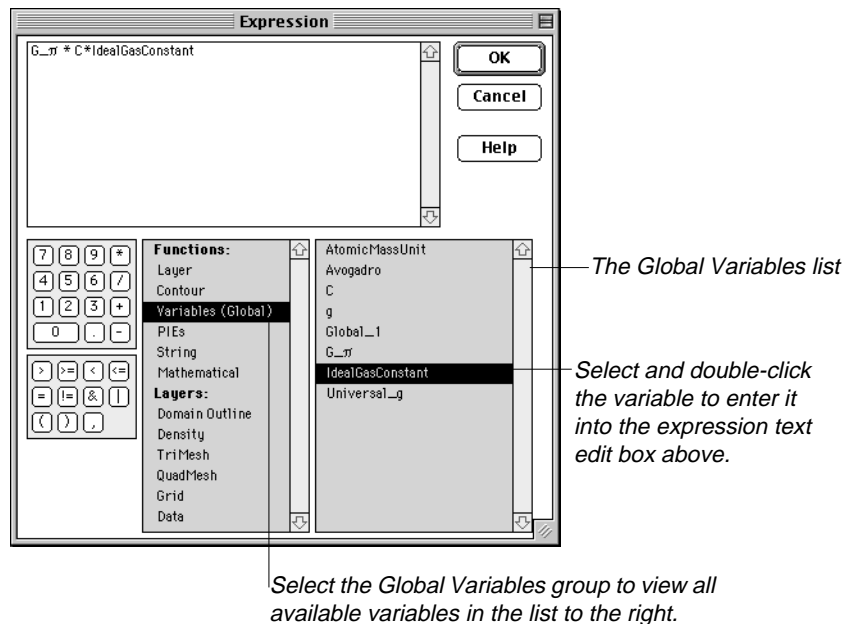 Expression
G_π * C*IdealGasConstant
OK
Cancel
Help
7 8 9 *
4 5 6 /
1 2 3 +
0 . -
> >= < <=
= != & |
( ) ,
Functions:
Layer
Contour
Variables (Global)
PIEs
String
Mathematical
Layers:
Domain Outline
Density
TriMesh
QuadMesh
Grid
Data
AtomicMassUnit
Avogadro
C
g
Global_1
G_π
IdealGasConstant
Universal_g
The Global Variables list
Select and double-click
the variable to enter it
into the expression text
edit box above.
Select the Global Variables group to view all
available variables in the list to the right.